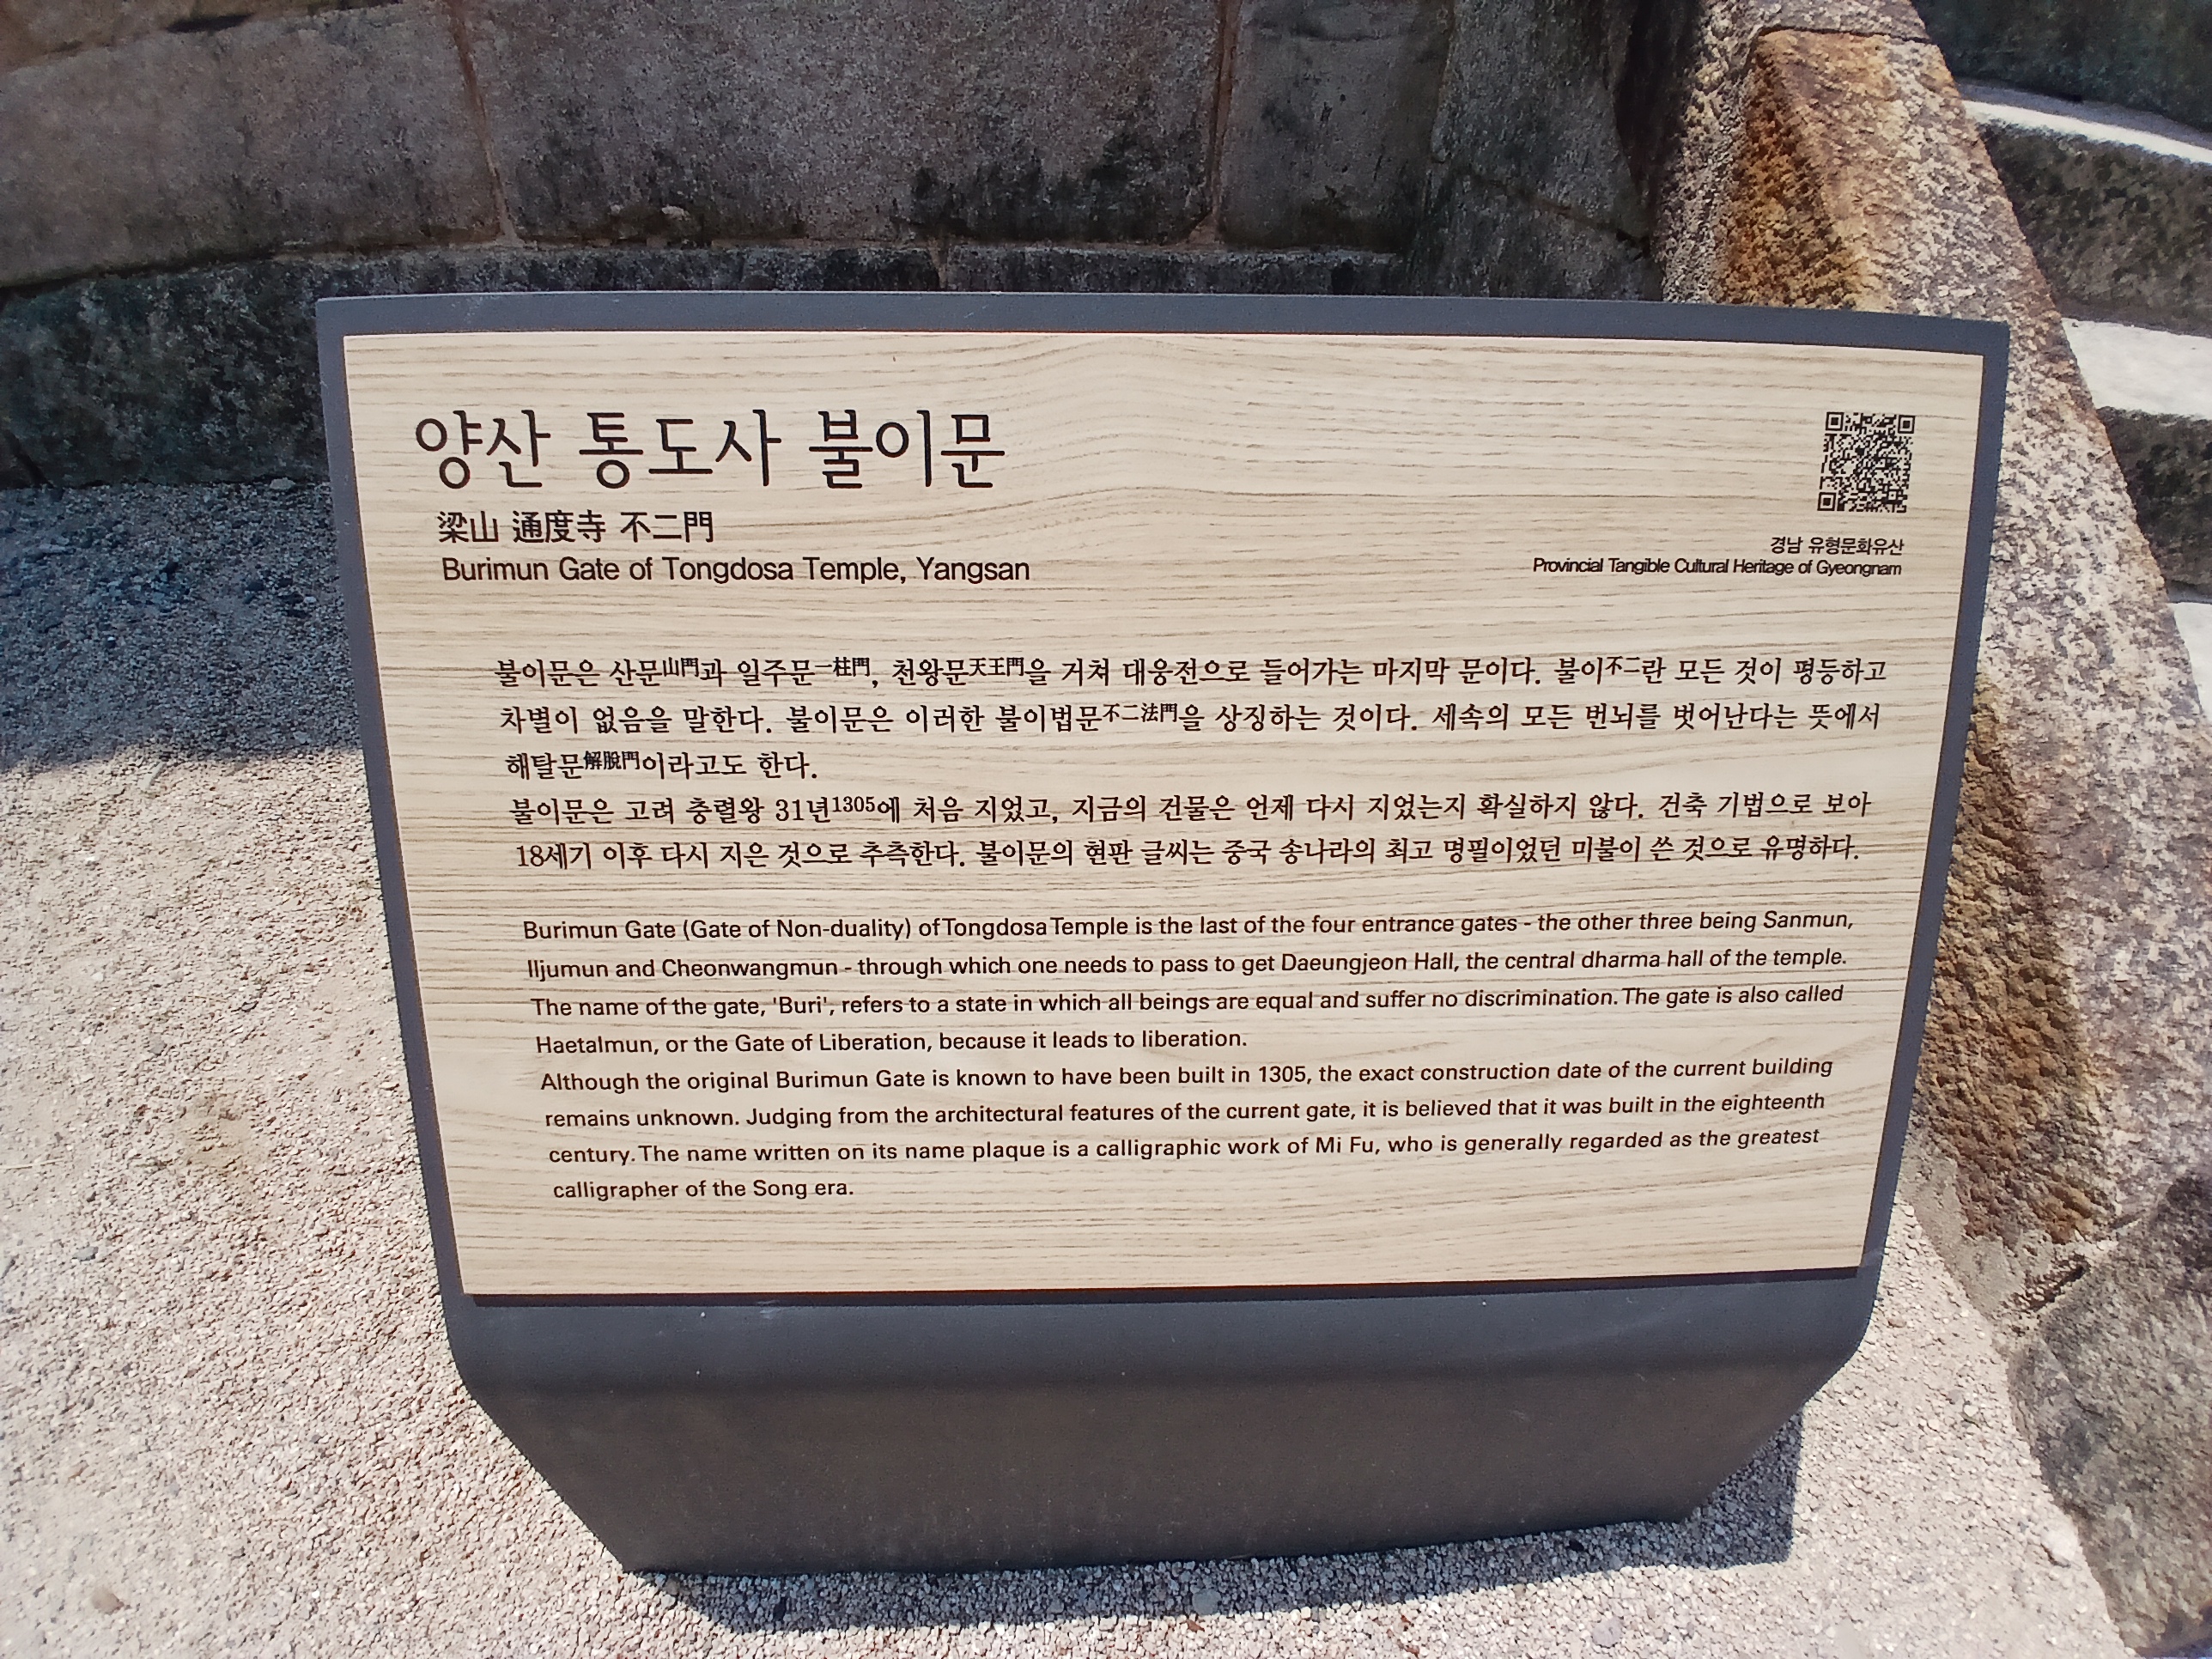 양산 통도사 불이문
梁山 通度寺 不二門
Burimun Gate of Tongdosa Temple, Yangsan
경남 유형문화유산
Provincial Tangible Cultural Heritage of Gyeongnam
불이문은 산문山門과 일주문一柱門, 천왕문天王門을 거쳐 대웅전으로 들어가는 마지막 문이다. 불이不二란 모든 것이 평등하고
차별이 없음을 말한다. 불이문은 이러한 불이법문不二法門을 상징하는 것이다. 세속의 모든 번뇌를 벗어난다는 뜻에서
해탈문解脫門이라고도 한다.
불이문은 고려 충렬왕 31년1305에 처음 지었고, 지금의 건물은 언제 다시 지었는지 확실하지 않다. 건축 기법으로 보아
18세기 이후 다시 지은 것으로 추측한다. 불이문의 현판 글씨는 중국 송나라의 최고 명필이었던 미불이 쓴 것으로 유명하다.
Burimun Gate (Gate of Non-duality) of Tongdosa Temple is the last of the four entrance gates - the other three being Sanmun,
Iljumun and Cheonwangmun - through which one needs to pass to get Daeungjeon Hall, the central dharma hall of the temple.
The name of the gate, 'Buri', refers to a state in which all beings are equal and suffer no discrimination. The gate is also called
Haetalmun, or the Gate of Liberation, because it leads to liberation.
Although the original Burimun Gate is known to have been built in 1305, the exact construction date of the current building
remains unknown. Judging from the architectural features of the current gate, it is believed that it was built in the eighteenth
century. The name written on its name plaque is a calligraphic work of Mi Fu, who is generally regarded as the greatest
calligrapher of the Song era.